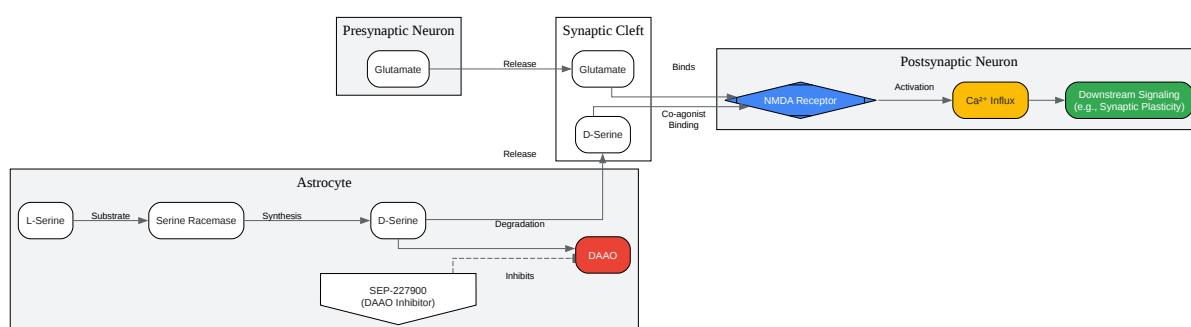 Presynaptic Neuron
Glutamate
Release
Synaptic Cleft
Glutamate
D-Serine
Binds
Co-agonist
Binding
Postsynaptic Neuron
NMDA Receptor
Activation
Ca²⁺ Influx
Downstream Signaling
(e.g., Synaptic Plasticity)
Release
Astrocyte
L-Serine
Substrate
Serine Racemase
Synthesis
D-Serine
Degradation
DAAO
Inhibits
SEP-227900
(DAAO Inhibitor)